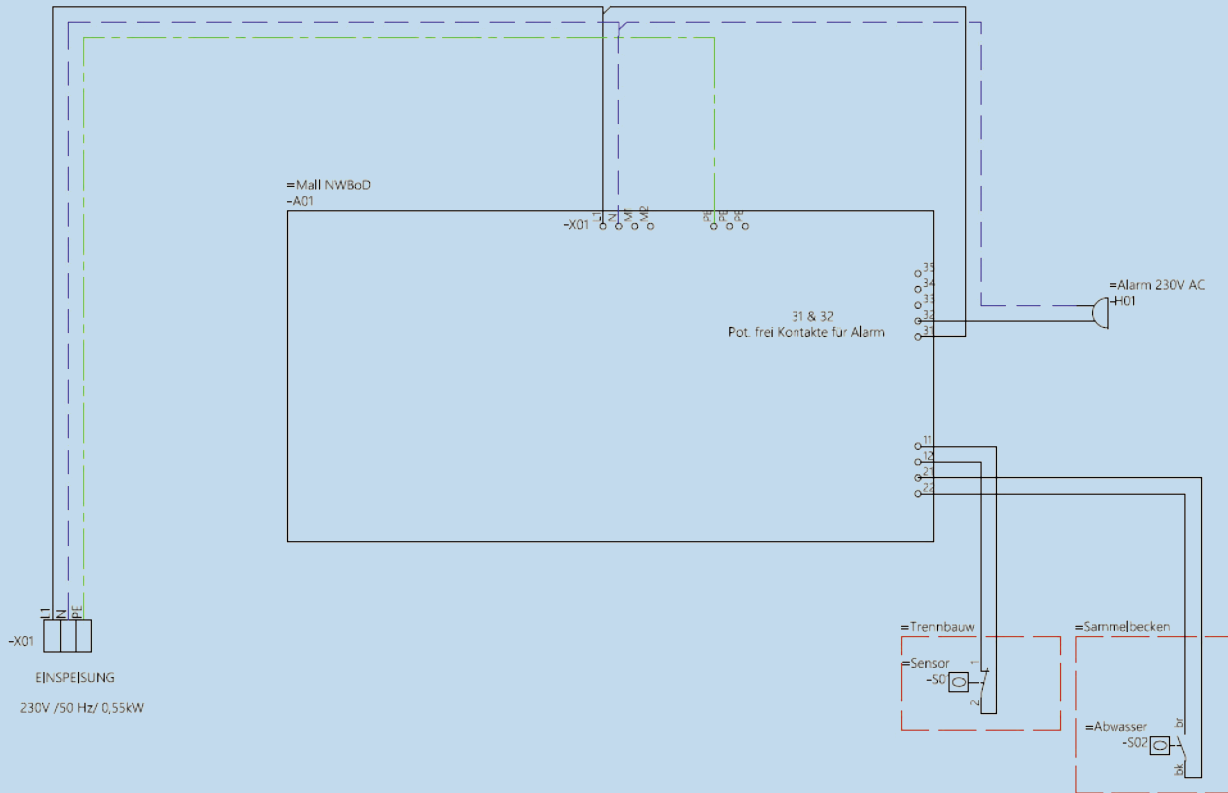 =Mall NWBoD
-A01
-X01
L1
N
M1
M2
PE
PE
PE
35
34
33
32
31
31 & 32
Pot. frei Kontakte fur Alarm
=Alarm 230V AC
-H01
11
12
21
22
L1
N
PE
-X01
EINSPEISUNG
230V /50 Hz/ 0,55kW
=Trennbauw
=Sensor
-S01
1
2
=Sammelbecken
=Abwasser
-S02
br
bk